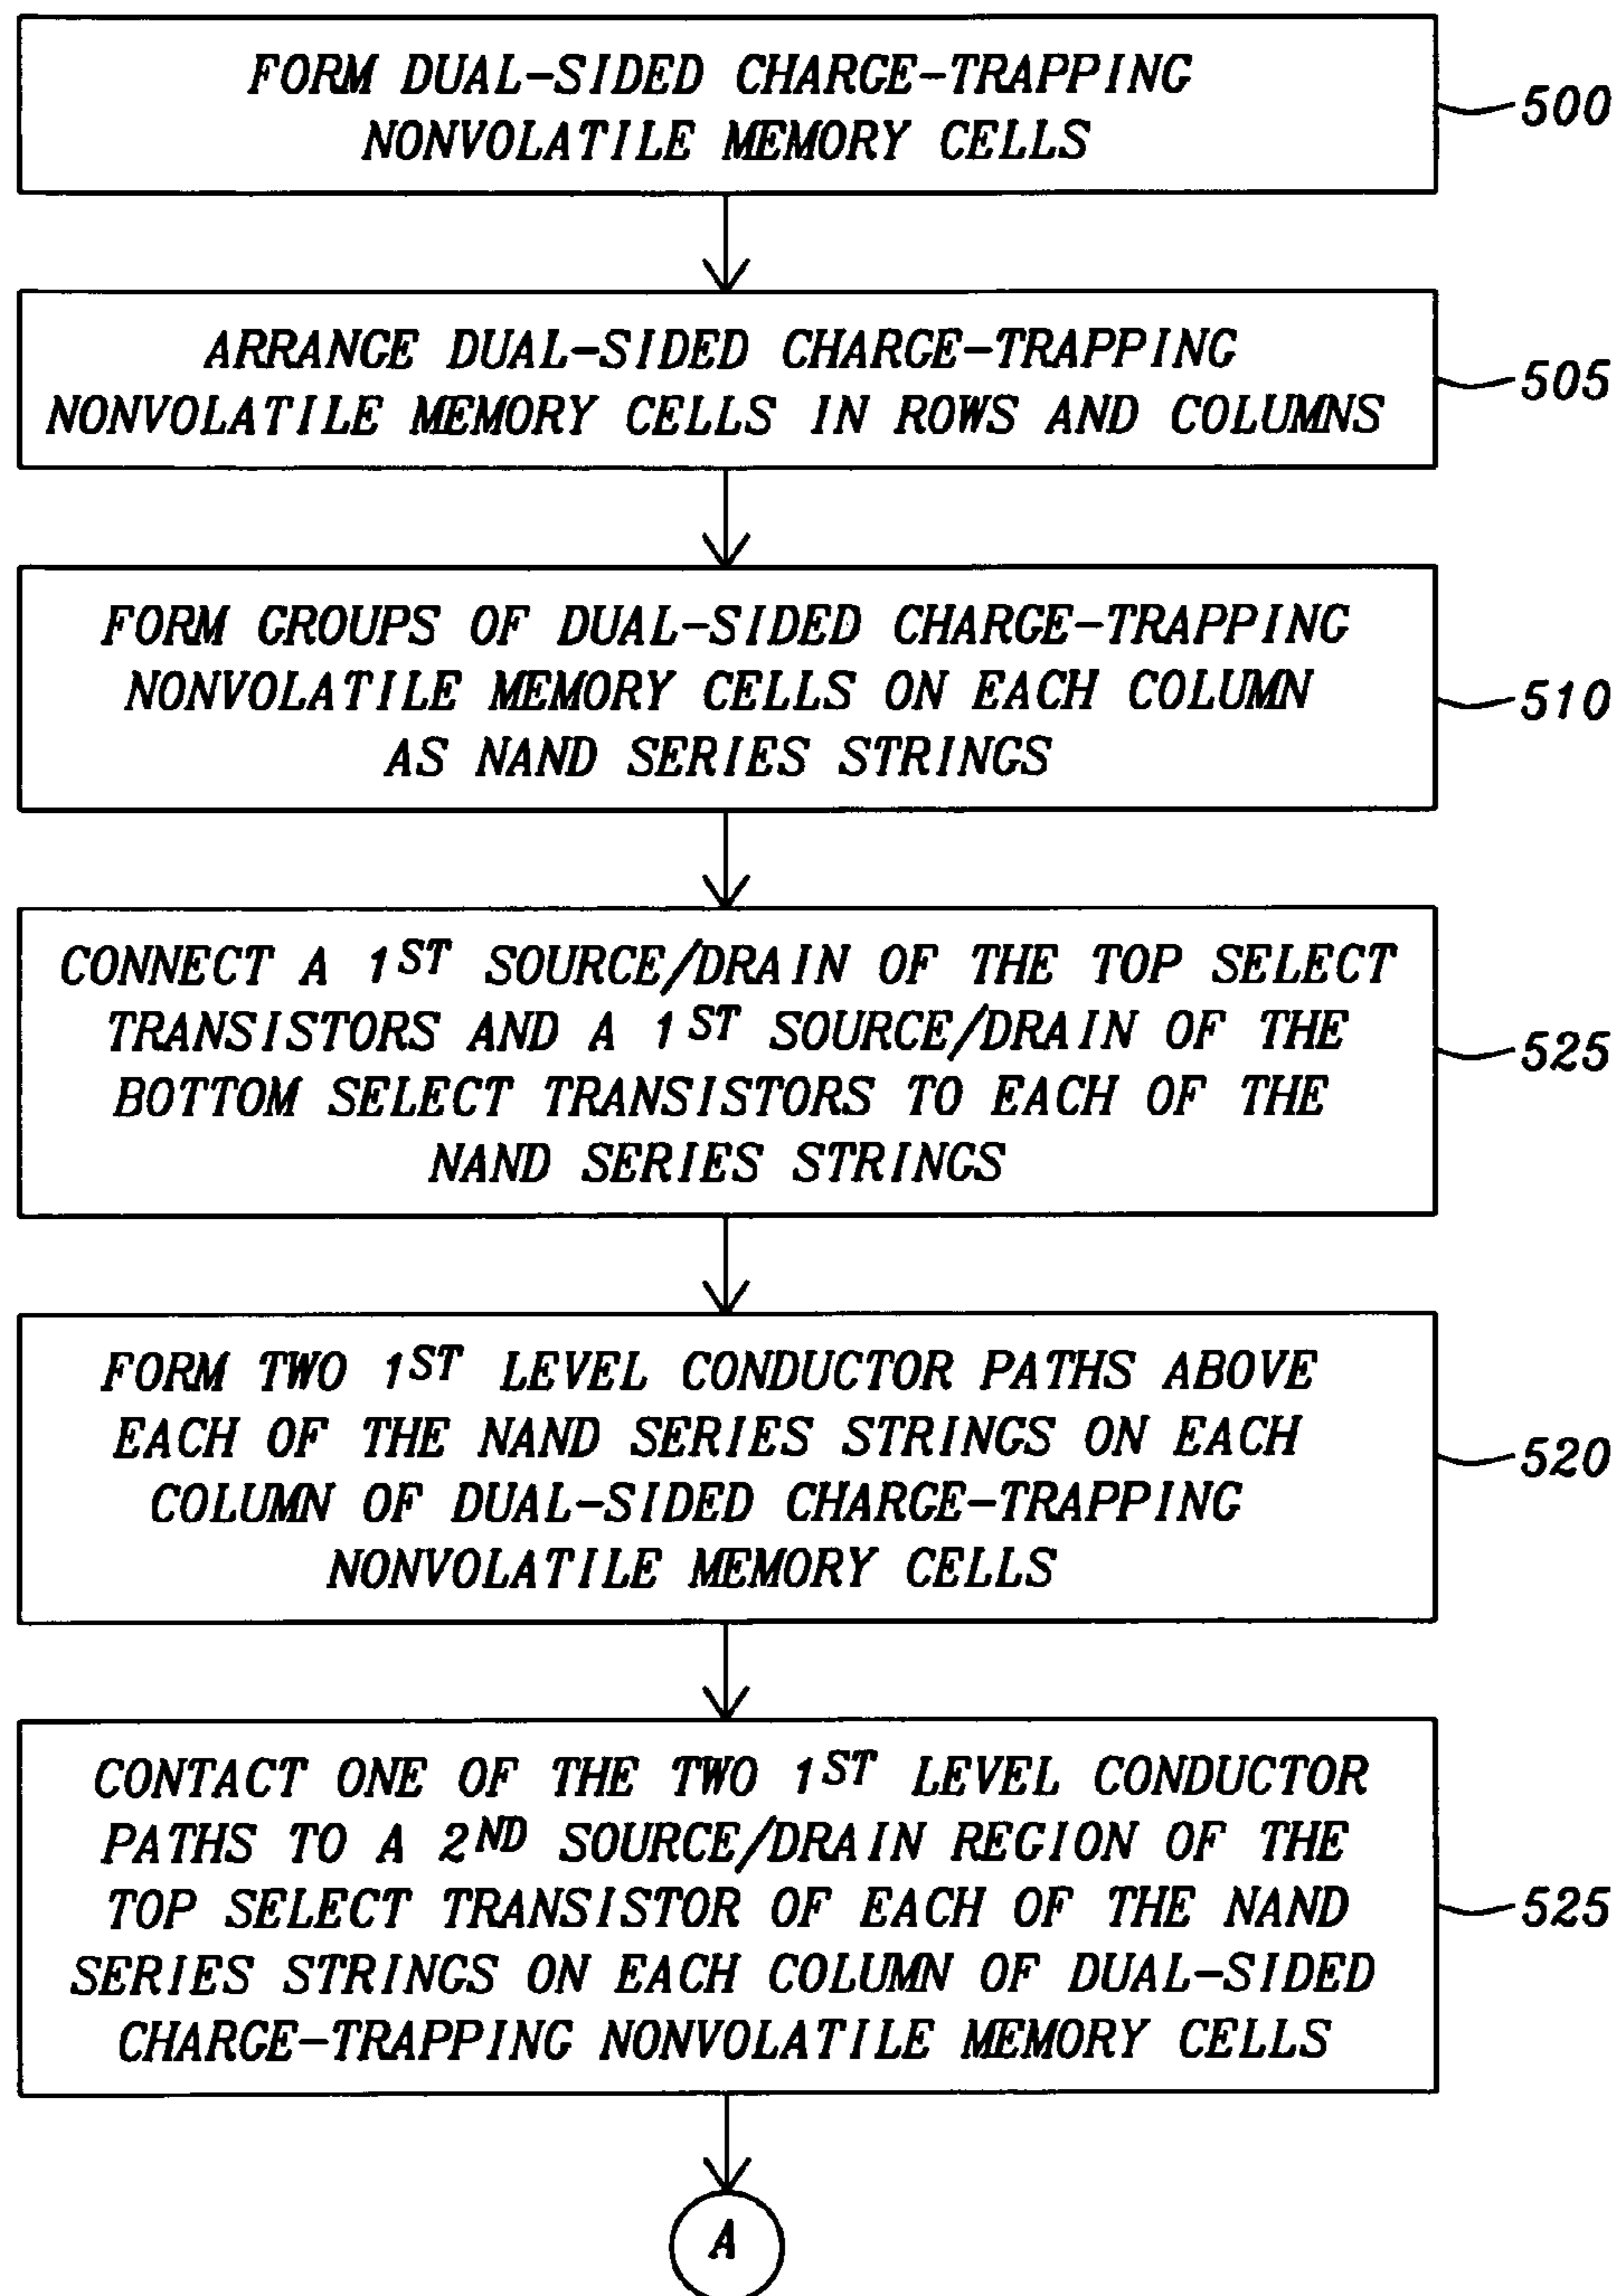 FORM DUAL-SIDED CHARGE-TRAPPING
NONVOLATILE MEMORY CELLS
500
ARRANGE DUAL-SIDED CHARGE-TRAPPING
NONVOLATILE MEMORY CELLS IN ROWS AND COLUMNS
505
FORM GROUPS OF DUAL-SIDED CHARGE-TRAPPING
NONVOLATILE MEMORY CELLS ON EACH COLUMN
AS NAND SERIES STRINGS
510
CONNECT A 1ST SOURCE/DRAIN OF THE TOP SELECT
TRANSISTORS AND A 1ST SOURCE/DRAIN OF THE
BOTTOM SELECT TRANSISTORS TO EACH OF THE
NAND SERIES STRINGS
525
FORM TWO 1ST LEVEL CONDUCTOR PATHS ABOVE
EACH OF THE NAND SERIES STRINGS ON EACH
COLUMN OF DUAL-SIDED CHARGE-TRAPPING
NONVOLATILE MEMORY CELLS
520
CONTACT ONE OF THE TWO 1ST LEVEL CONDUCTOR
PATHS TO A 2ND SOURCE/DRAIN REGION OF THE
TOP SELECT TRANSISTOR OF EACH OF THE NAND
SERIES STRINGS ON EACH COLUMN OF DUAL-SIDED
CHARGE-TRAPPING NONVOLATILE MEMORY CELLS
525
A